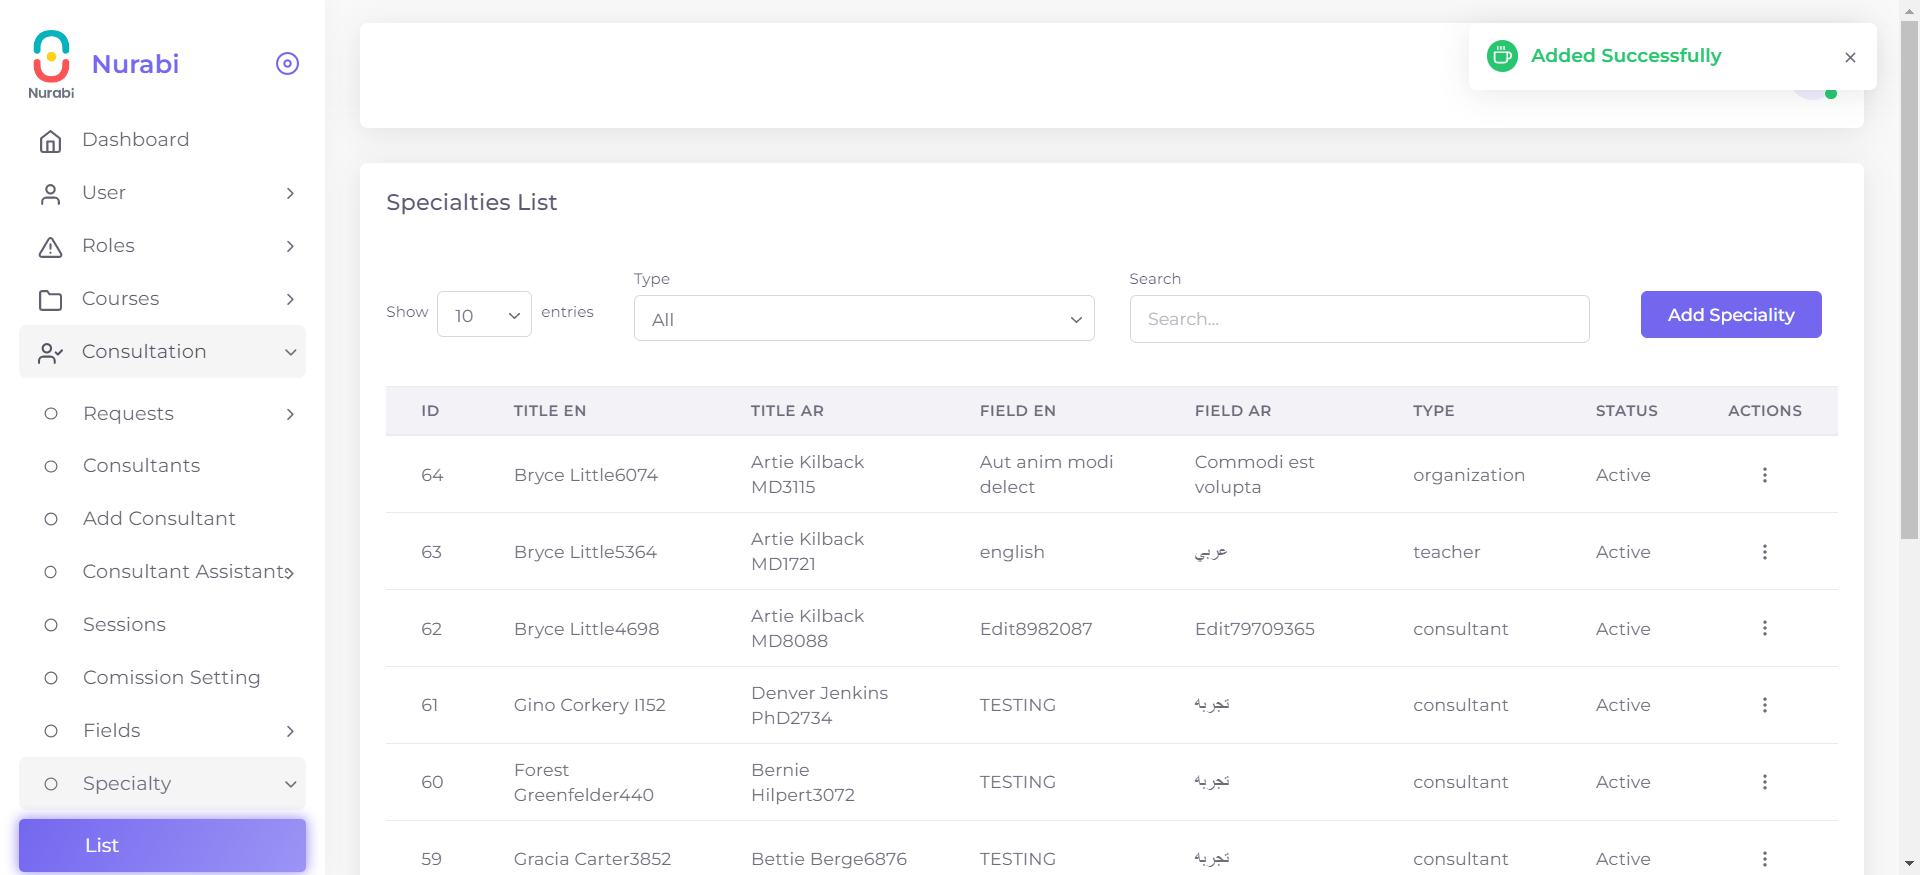 Nurabi
Nurabi
Dashboard
User
Roles
Courses
Consultation
Requests
Consultants
Add Consultant
Consultant Assistant
Sessions
Comission Setting
Fields
Specialty
List
Added Successfully
Specialties List
Show 10 entries
Type
All
Search
Search...
Add Speciality
ID TITLE EN TITLE AR FIELD EN FIELD AR TYPE STATUS ACTIONS
64 Bryce Little6074 Artie Kilback MD3115 Aut anim modi delect Commodi est volupta organization Active
63 Bryce Little5364 Artie Kilback MD1721 english عربي teacher Active
62 Bryce Little4698 Artie Kilback MD8088 Edit8982087 Edit79709365 consultant Active
61 Gino Corkery I152 Denver Jenkins PhD2734 TESTING تجربه consultant Active
60 Forest Greenfelder440 Bernie Hilpert3072 TESTING تجربه consultant Active
59 Gracia Carter3852 Bettie Berge6876 TESTING تجربه consultant Active